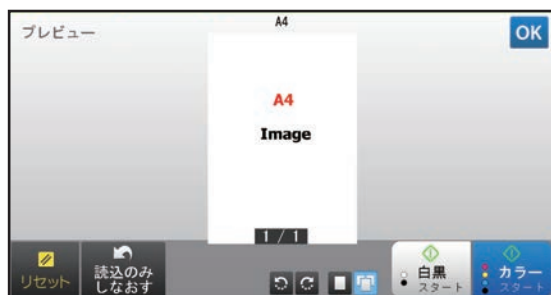 A4
プレビュー
OK
A4
Image
1 / 1
リセット
読込のみ
しなおす
白黒
スタート
カラー
スタート